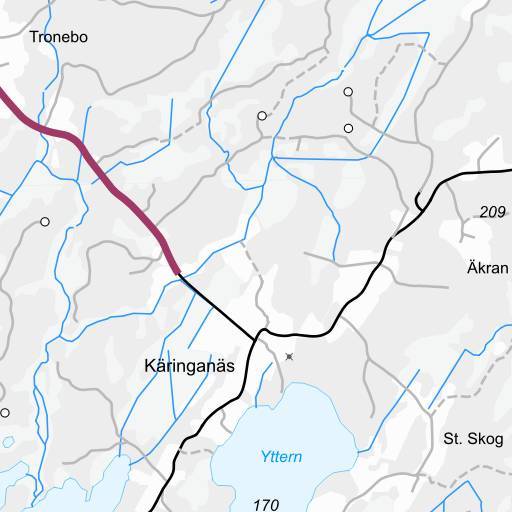 Tronebo
209
Äkran
Käringanäs
St. Skog
Yttern
170